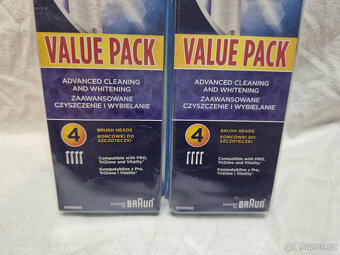 VALUE PACK
ADVANCED CLEANING
AND WHITENING
ZAAWANSOWANE
CZYSZCZENIE I WYBIELANIE
4
BRUSH HEADS
KOŃCÓWKI DO
SZCZOTECZKI
Compatible with PRO,
TriZone and Vitality*
Kompatybilne z Pro,
TriZone i Vitality*
BRAUN
VALUE PACK
ADVANCED CLEANING
AND WHITENING
ZAAWANSOWANE
CZYSZCZENIE I WYBIELANIE
4
BRUSH HEADS
KOŃCÓWKI DO
SZCZOTECZKI
Compatible with PRO,
TriZone and Vitality*
Kompatybilne z Pro,
TriZone i Vitality*
BRAUN